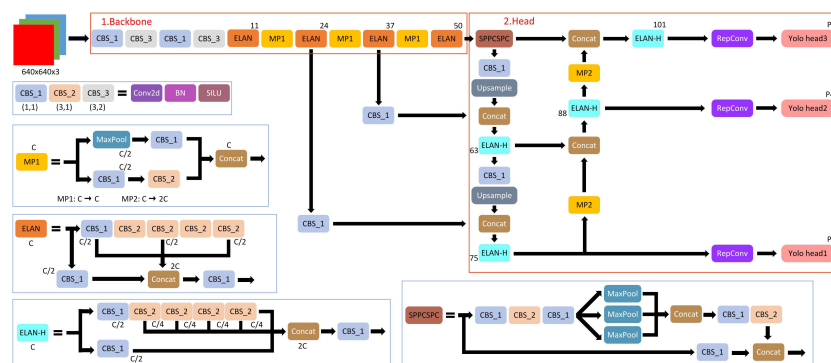 1.Backbone
2.Head
11
24
37
50
101
CBS_1 CBS_3 CBS_1 CBS_3 ELAN MP1 ELAN MP1 ELAN MP1 ELAN
SPPCSPC
Concat
ELAN-H
RepConv
Yolo head3
P
640x640x3
CBS_1
Upsample
Concat
MP2
CBS_1 CBS_2 CBS_3 = Conv2d BN SILU
(1,1) (3,1) (3,2)
CBS_1
88
ELAN-H
RepConv
Yolo head2
63
ELAN-H
Concat
CBS_1
Upsample
MP2
CBS_1
Concat
75
ELAN-H
RepConv
Yolo head1
P
C
MP1 =
MaxPool
CBS_1
C/2
C/2
CBS_1
CBS_2
C
Concat
MP1: C → C MP2: C → 2C
ELAN =
C
CBS_1 CBS_2 CBS_2 CBS_2 CBS_2
C/2 C/2 C/2
C/2
CBS_1
2C
Concat
CBS_1
ELAN-H =
C
CBS_1 CBS_2 CBS_2 CBS_2 CBS_2
C/2 C/4 C/4 C/4 C/4
CBS_1
C/2
Concat
2C
CBS_1
SPPCSPC =
CBS_1 CBS_2 CBS_1
MaxPool
MaxPool
MaxPool
Concat
CBS_1 CBS_2
CBS_1
Concat